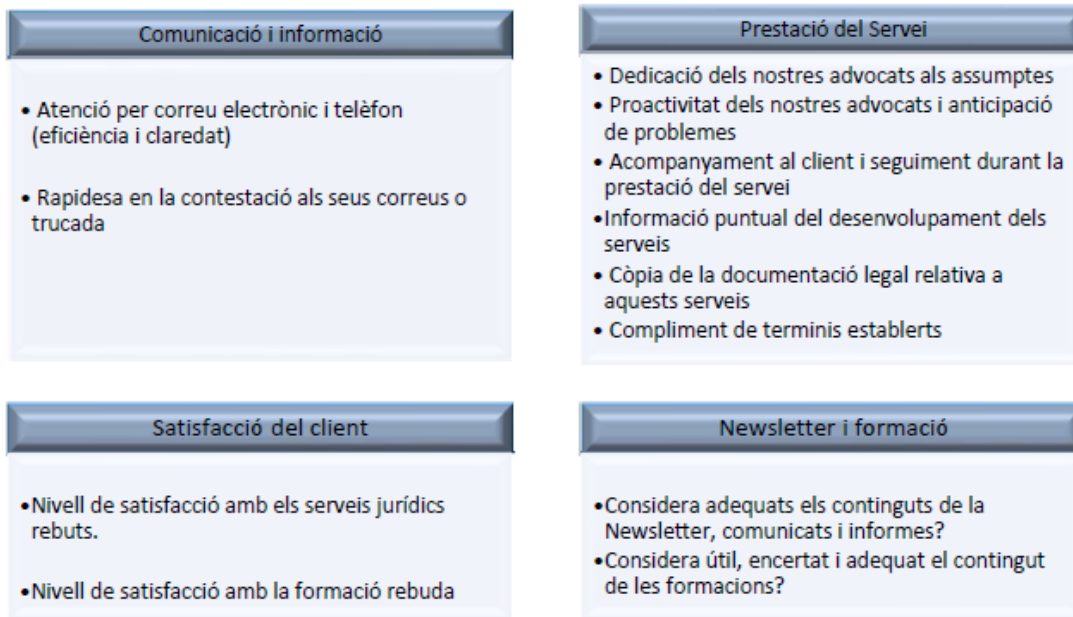 Comunicació i informació
• Atenció per correu electrònic i telèfon
(eficiència i claredat)
• Rapidesa en la contestació als seus correus o
trucada
Prestació del Servei
• Dedicació dels nostres advocats als assumptes
• Proactivitat dels nostres advocats i anticipació
de problemes
• Acompanyament al client i seguiment durant la
prestació del servei
•Informació puntual del desenvolupament dels
serveis
• Còpia de la documentació legal relativa a
aquests serveis
• Compliment de terminis establerts
Satisfacció del client
•Nivell de satisfacció amb els serveis jurídics
rebuts.
•Nivell de satisfacció amb la formació rebuda
Newsletter i formació
•Considera adequats els continguts de la
Newsletter, comunicats i informes?
•Considera útil, encertat i adequat el contingut
de les formacions?